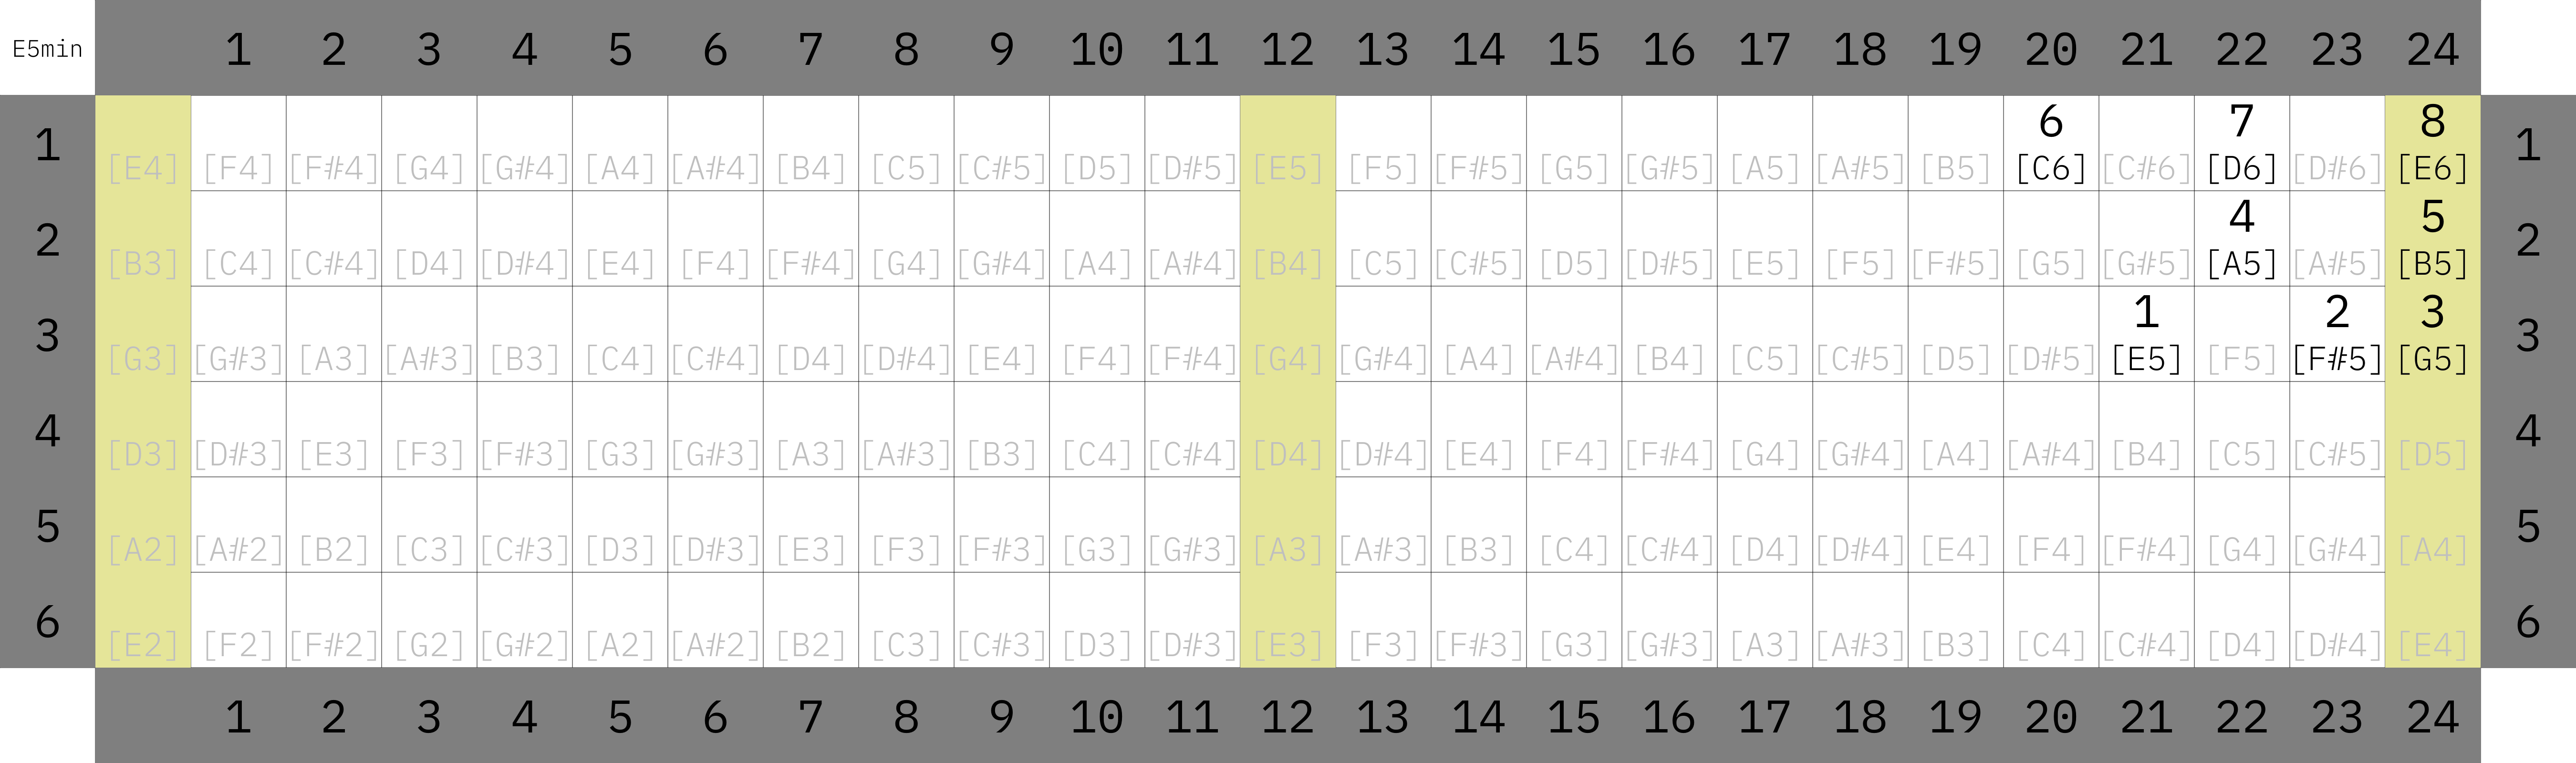 E5min 1 2 3 4 5 6 7 8 9 10 11 12 13 14 15 16 17 18 19 20 21 22 23 24
6 7 8
1 [E4] [F4] [F#4] [G4] [G#4] [A4] [A#4] [B4] [C5] [C#5] [D5] [D#5] [E5] [F5] [F#5] [G5] [G#5] [A5] [A#5] [B5] [C6] [C#6] [D6] [D#6] [E6] 1
4 5
2 [B3] [C4] [C#4] [D4] [D#4] [E4] [F4] [F#4] [G4] [G#4] [A4] [A#4] [B4] [C5] [C#5] [D5] [D#5] [E5] [F5] [F#5] [G5] [G#5] [A5] [A#5] [B5] 2
1 2 3
3 [G3] [G#3] [A3] [A#3] [B3] [C4] [C#4] [D4] [D#4] [E4] [F4] [F#4] [G4] [G#4] [A4] [A#4] [B4] [C5] [C#5] [D5] [D#5] [E5] [F5] [F#5] [G5] 3
4 [D3] [D#3] [E3] [F3] [F#3] [G3] [G#3] [A3] [A#3] [B3] [C4] [C#4] [D4] [D#4] [E4] [F4] [F#4] [G4] [G#4] [A4] [A#4] [B4] [C5] [C#5] [D5] 4
5 [A2] [A#2] [B2] [C3] [C#3] [D3] [D#3] [E3] [F3] [F#3] [G3] [G#3] [A3] [A#3] [B3] [C4] [C#4] [D4] [D#4] [E4] [F4] [F#4] [G4] [G#4] [A4] 5
6 [E2] [F2] [F#2] [G2] [G#2] [A2] [A#2] [B2] [C3] [C#3] [D3] [D#3] [E3] [F3] [F#3] [G3] [G#3] [A3] [A#3] [B3] [C4] [C#4] [D4] [D#4] [E4] 6
1 2 3 4 5 6 7 8 9 10 11 12 13 14 15 16 17 18 19 20 21 22 23 24